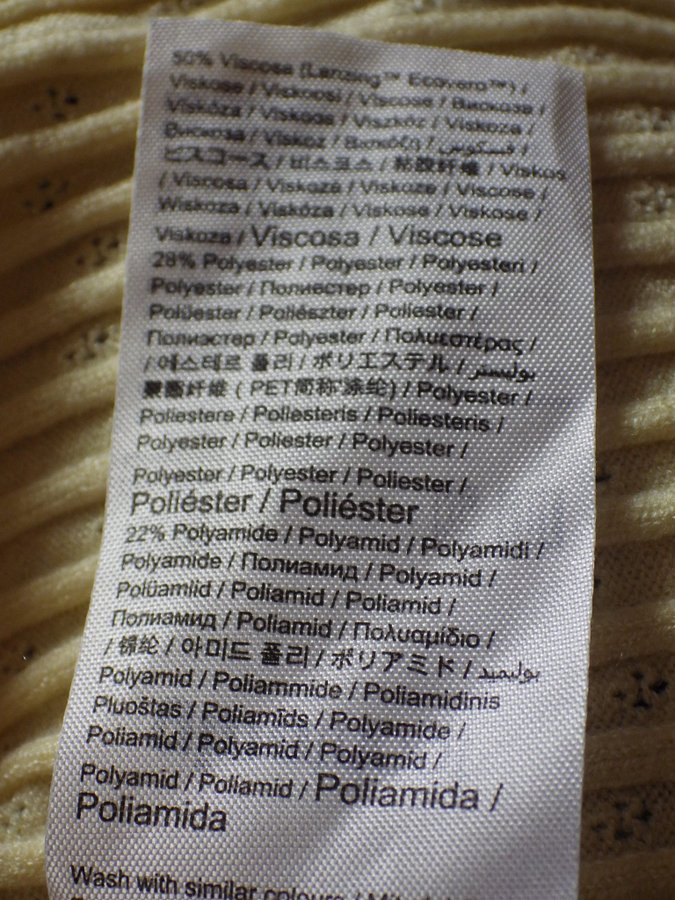 50% Viscose (Lenzing™ Ecovero™) /
Viskose / Viskoosi / Viscose / Вискоза /
Viskóza / Viskoos / Viszkóz / Viskoza /
Вискоза / Viskoz / Βισκόζη / فسكوس /
ビスコース / 비스코스 / 粘胶纤维 / Viskos
/ Viscosa / Viskozė / Viskoze / Viscose /
Wiskoza / Viskóza / Viskose / Viskose /
Viskoza / Viscosa / Viscose
28% Polyester / Polyester / Polyesteri /
Polyester / Полиестер / Polyester /
Polüester / Poliészter / Poliester /
Полиэстер / Polyester / Πολυεστέρας /
/ 에스테르 폴리 / ポリエステル / بوليستر
聚酯纤维 ( PET简称'涤纶) / Polyester /
Poliestere / Poliesteris / Poliesteris /
Polyester / Poliester / Polyester /
Polyester / Polyester / Poliester /
Poliéster / Poliéster
22% Polyamide / Polyamid / Polyamidi /
Polyamide / Полиамид / Polyamid /
Polüamiid / Poliamid / Poliamid /
Полиамид / Poliamid / Πολυαμίδιο /
/ 锦纶 / 아미드 폴리 / ポリアミド / بوليميد
Polyamid / Poliammide / Poliamidinis
Pluoštas / Poliamīds / Polyamide /
Poliamid / Polyamid / Polyamid /
Polyamid / Poliamid / Poliamida /
Poliamida
Wash with similar colours /